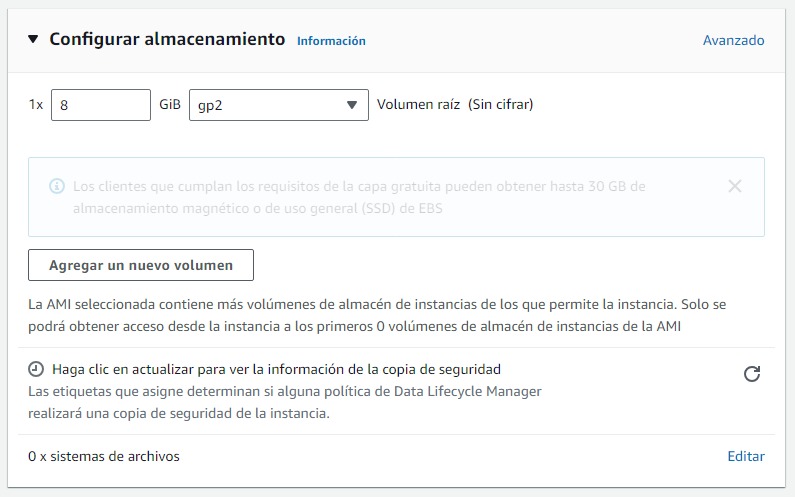 Configurar almacenamiento Información Avanzado
1x 8 GiB gp2 Volumen raíz (Sin cifrar)
Los clientes que cumplan los requisitos de la capa gratuita pueden obtener hasta 30 GB de
almacenamiento magnético o de uso general (SSD) de EBS
Agregar un nuevo volumen
La AMI seleccionada contiene más volúmenes de almacén de instancias de los que permite la instancia. Solo se
podrá obtener acceso desde la instancia a los primeros 0 volúmenes de almacén de instancias de la AMI
Haga clic en actualizar para ver la información de la copia de seguridad
Las etiquetas que asigne determinan si alguna política de Data Lifecycle Manager
realizará una copia de seguridad de la instancia.
0 x sistemas de archivos Editar